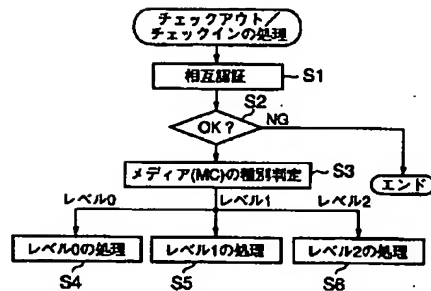 チェックアウト/
チェックインの処理
相互認証
S1
S2
OK?
NG
メディア(MC)の種別判定
S3
エンド
レベル0
レベル1
レベル2
レベル0の処理
レベル1の処理
レベル2の処理
S4
S5
S6